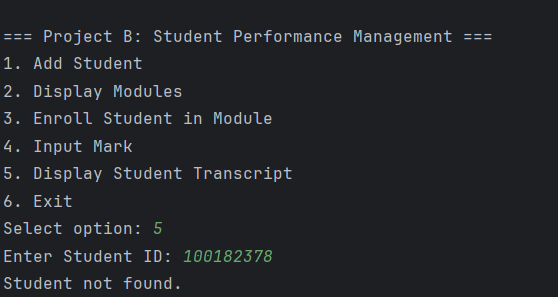 === Project B: Student Performance Management ===
1. Add Student
2. Display Modules
3. Enroll Student in Module
4. Input Mark
5. Display Student Transcript
6. Exit
Select option: 5
Enter Student ID: 100182378
Student not found.